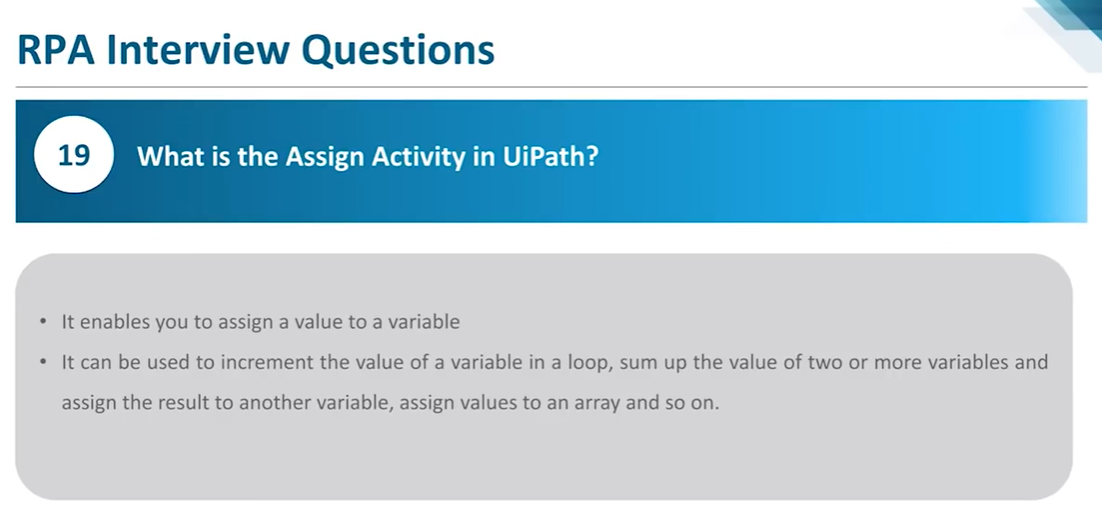 RPA Interview Questions
19 What is the Assign Activity in UiPath?
• It enables you to assign a value to a variable
• It can be used to increment the value of a variable in a loop, sum up the value of two or more variables and
assign the result to another variable, assign values to an array and so on.